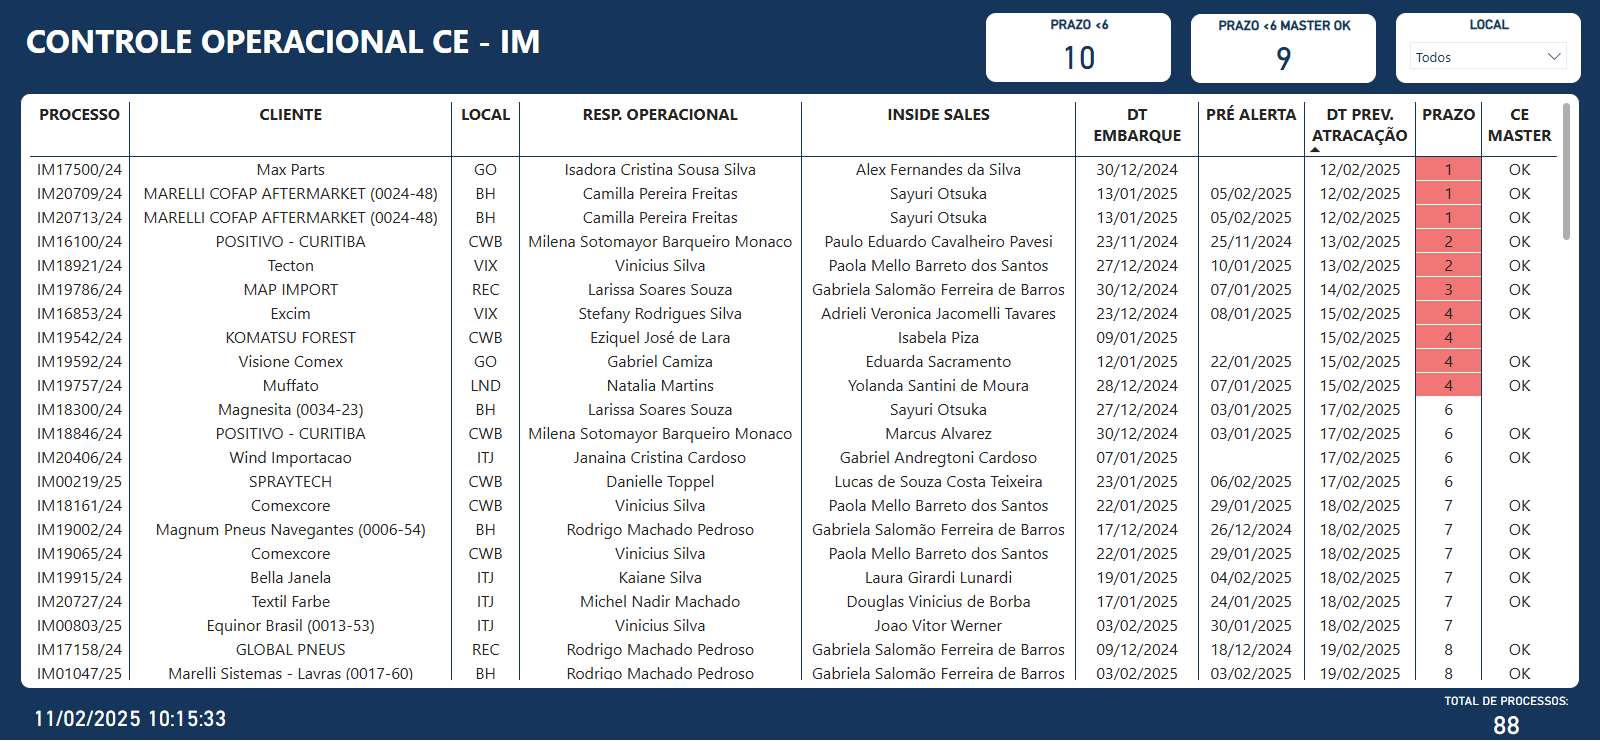 CONTROLE OPERACIONAL CE - IM
PRAZO <6
10
PRAZO <6 MASTER OK
9
LOCAL
Todos
PROCESSO CLIENTE LOCAL RESP. OPERACIONAL INSIDE SALES DT EMBARQUE PRÉ ALERTA DT PREV. ATRACAÇÃO PRAZO CE MASTER
IM17500/24 Max Parts GO Isadora Cristina Sousa Silva Alex Fernandes da Silva 30/12/2024 12/02/2025 1 OK
IM20709/24 MARELLI COFAP AFTERMARKET (0024-48) BH Camilla Pereira Freitas Sayuri Otsuka 13/01/2025 05/02/2025 12/02/2025 1 OK
IM20713/24 MARELLI COFAP AFTERMARKET (0024-48) BH Camilla Pereira Freitas Sayuri Otsuka 13/01/2025 05/02/2025 12/02/2025 1 OK
IM16100/24 POSITIVO - CURITIBA CWB Milena Sotomayor Barqueiro Monaco Paulo Eduardo Cavalheiro Pavesi 23/11/2024 25/11/2024 13/02/2025 2 OK
IM18921/24 Tecton VIX Vinicius Silva Paola Mello Barreto dos Santos 27/12/2024 10/01/2025 13/02/2025 2 OK
IM19786/24 MAP IMPORT REC Larissa Soares Souza Gabriela Salomão Ferreira de Barros 30/12/2024 07/01/2025 14/02/2025 3 OK
IM16853/24 Excim VIX Stefany Rodrigues Silva Adrieli Veronica Jacomelli Tavares 23/12/2024 08/01/2025 15/02/2025 4 OK
IM19542/24 KOMATSU FOREST CWB Eziquel José de Lara Isabela Piza 09/01/2025 15/02/2025 4
IM19592/24 Visione Comex GO Gabriel Camiza Eduarda Sacramento 12/01/2025 22/01/2025 15/02/2025 4 OK
IM19757/24 Muffato LND Natalia Martins Yolanda Santini de Moura 28/12/2024 07/01/2025 15/02/2025 4 OK
IM18300/24 Magnesita (0034-23) BH Larissa Soares Souza Sayuri Otsuka 27/12/2024 03/01/2025 17/02/2025 6
IM18846/24 POSITIVO - CURITIBA CWB Milena Sotomayor Barqueiro Monaco Marcus Alvarez 30/12/2024 03/01/2025 17/02/2025 6 OK
IM20406/24 Wind Importacao ITJ Janaina Cristina Cardoso Gabriel Andregtoni Cardoso 07/01/2025 17/02/2025 6 OK
IM00219/25 SPRAYTECH CWB Danielle Toppel Lucas de Souza Costa Teixeira 23/01/2025 06/02/2025 17/02/2025 6
IM18161/24 Comexcore CWB Vinicius Silva Paola Mello Barreto dos Santos 22/01/2025 29/01/2025 18/02/2025 7 OK
IM19002/24 Magnum Pneus Navegantes (0006-54) BH Rodrigo Machado Pedroso Gabriela Salomão Ferreira de Barros 17/12/2024 26/12/2024 18/02/2025 7 OK
IM19065/24 Comexcore CWB Vinicius Silva Paola Mello Barreto dos Santos 22/01/2025 29/01/2025 18/02/2025 7 OK
IM19915/24 Bella Janela ITJ Kaiane Silva Laura Girardi Lunardi 19/01/2025 04/02/2025 18/02/2025 7 OK
IM20727/24 Textil Farbe ITJ Michel Nadir Machado Douglas Vinicius de Borba 17/01/2025 24/01/2025 18/02/2025 7 OK
IM00803/25 Equinor Brasil (0013-53) ITJ Vinicius Silva Joao Vitor Werner 03/02/2025 30/01/2025 18/02/2025 7
IM17158/24 GLOBAL PNEUS REC Rodrigo Machado Pedroso Gabriela Salomão Ferreira de Barros 09/12/2024 18/12/2024 19/02/2025 8 OK
IM01047/25 Marelli Sistemas - Lavras (0017-60) BH Rodrigo Machado Pedroso Gabriela Salomão Ferreira de Barros 03/02/2025 03/02/2025 19/02/2025 8 OK
11/02/2025 10:15:33
TOTAL DE PROCESSOS:
88